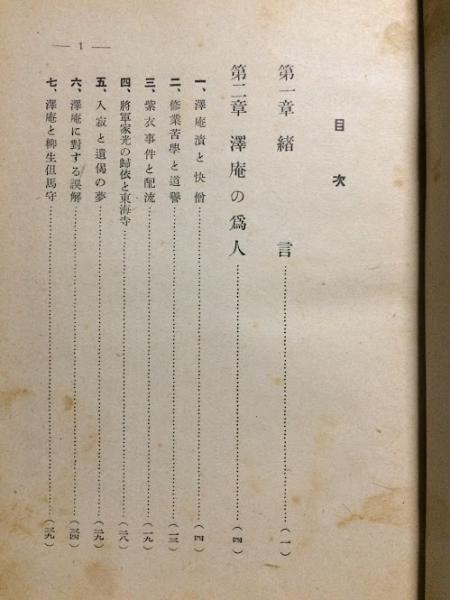 目次
第一章 緒言……(一)
第二章 澤庵の爲人……(四)
一、澤庵漬と快僧……(四)
二、修業苦學と道譽……(一三)
三、紫衣事件と配流……(一九)
四、將軍家光の歸依と東海寺……(二八)
五、入寂と遺偈の夢……(二九)
六、澤庵に對する誤解……(三四)
七、澤庵と柳生但馬守……(三九)
— 1 —